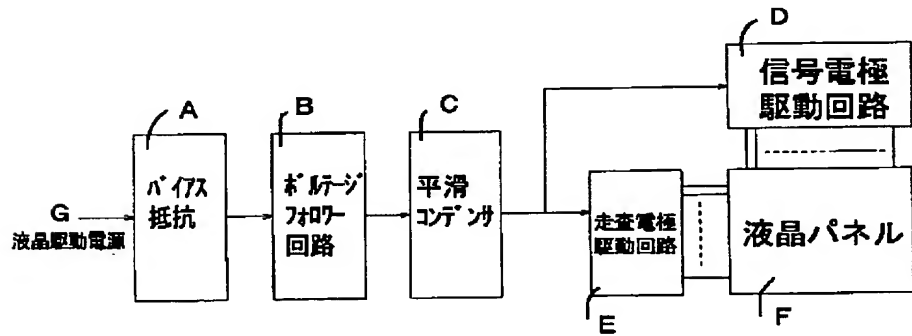 G
液晶駆動電源
A
バイアス
抵抗
B
ボルテージ
フォロワー
回路
C
平滑
コンデンサ
D
信号電極
駆動回路
走査電極
駆動回路
E
液晶パネル
F